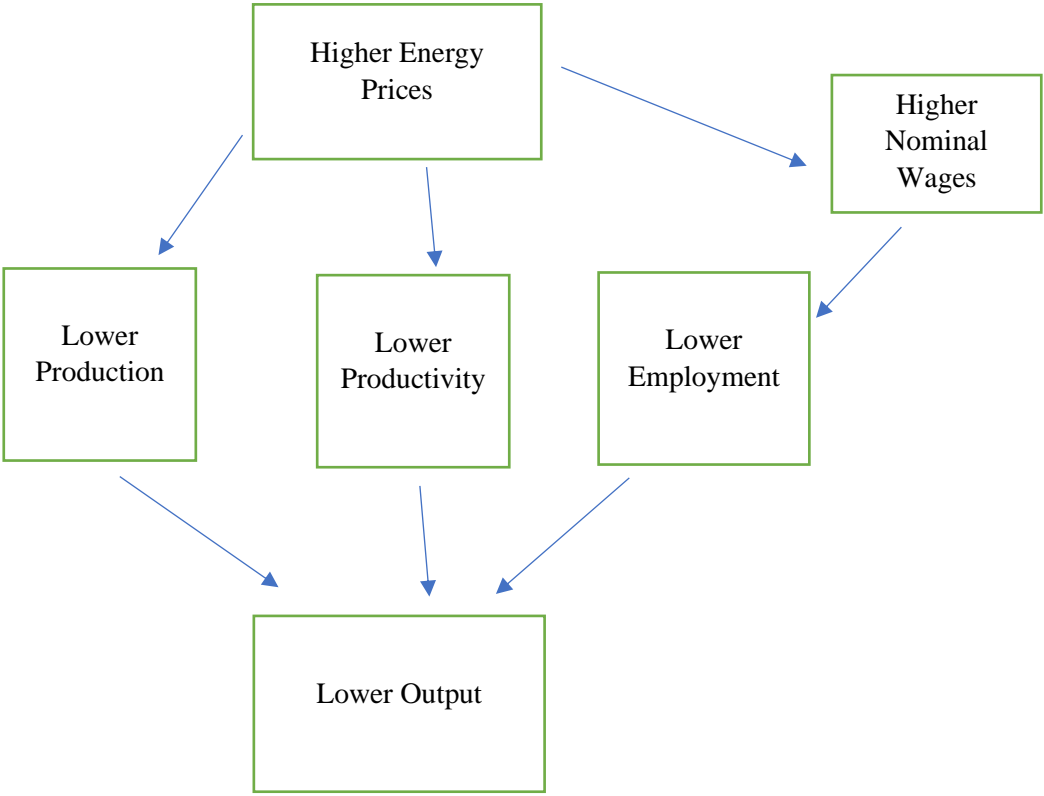 Higher Energy
Prices
Higher
Nominal
Wages
Lower
Production
Lower
Productivity
Lower
Employment
Lower Output